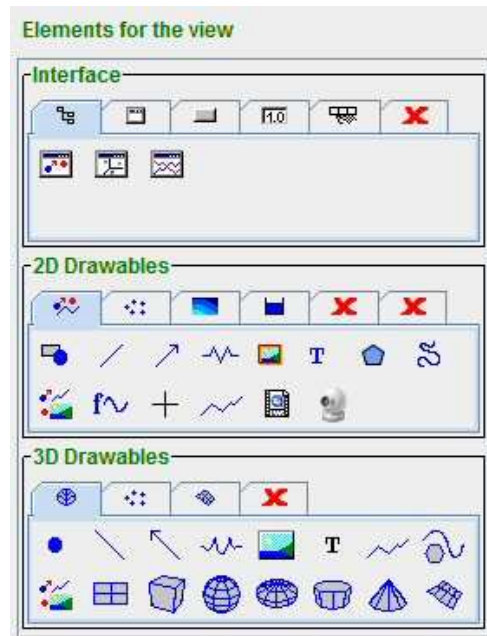 Elements for the view
Interface
1.0
2D Drawables
T
f
3D Drawables
T